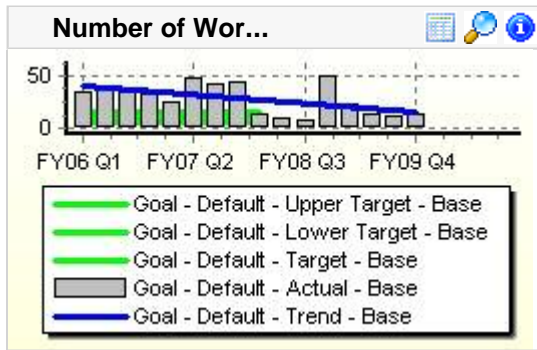 Number of Wor...
50
0
FY06 Q1 FY07 Q2 FY08 Q3 FY09 Q4
Goal - Default - Upper Target - Base
Goal - Default - Lower Target - Base
Goal - Default - Target - Base
Goal - Default - Actual - Base
Goal - Default - Trend - Base